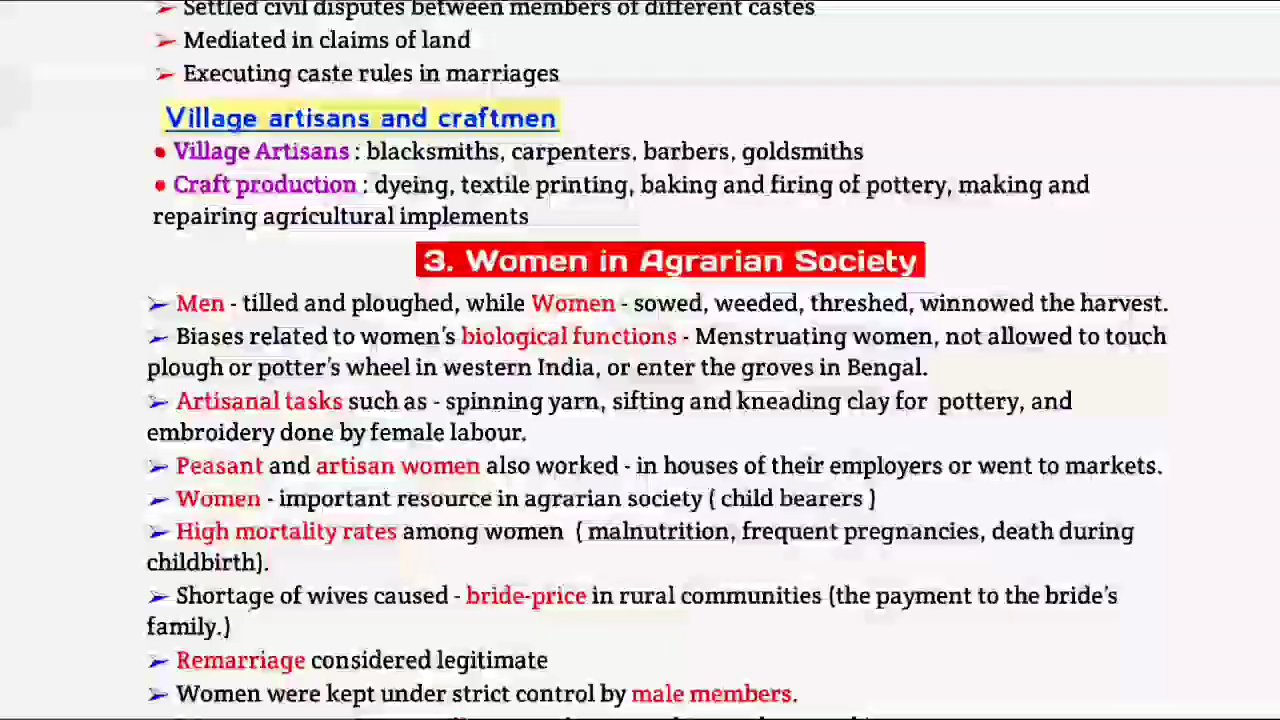 ➢ Settled civil disputes between members of different castes
➢ Mediated in claims of land
➢ Executing caste rules in marriages
Village artisans and craftmen
• Village Artisans : blacksmiths, carpenters, barbers, goldsmiths
• Craft production : dyeing, textile printing, baking and firing of pottery, making and
repairing agricultural implements
3. Women in Agrarian Society
➢ Men - tilled and ploughed, while Women - sowed, weeded, threshed, winnowed the harvest.
➢ Biases related to women's biological functions - Menstruating women, not allowed to touch
plough or potter's wheel in western India, or enter the groves in Bengal.
➢ Artisanal tasks such as - spinning yarn, sifting and kneading clay for pottery, and
embroidery done by female labour.
➢ Peasant and artisan women also worked - in houses of their employers or went to markets.
➢ Women - important resource in agrarian society ( child bearers )
➢ High mortality rates among women ( malnutrition, frequent pregnancies, death during
childbirth).
➢ Shortage of wives caused - bride-price in rural communities (the payment to the bride's
family.)
➢ Remarriage considered legitimate
➢ Women were kept under strict control by male members.